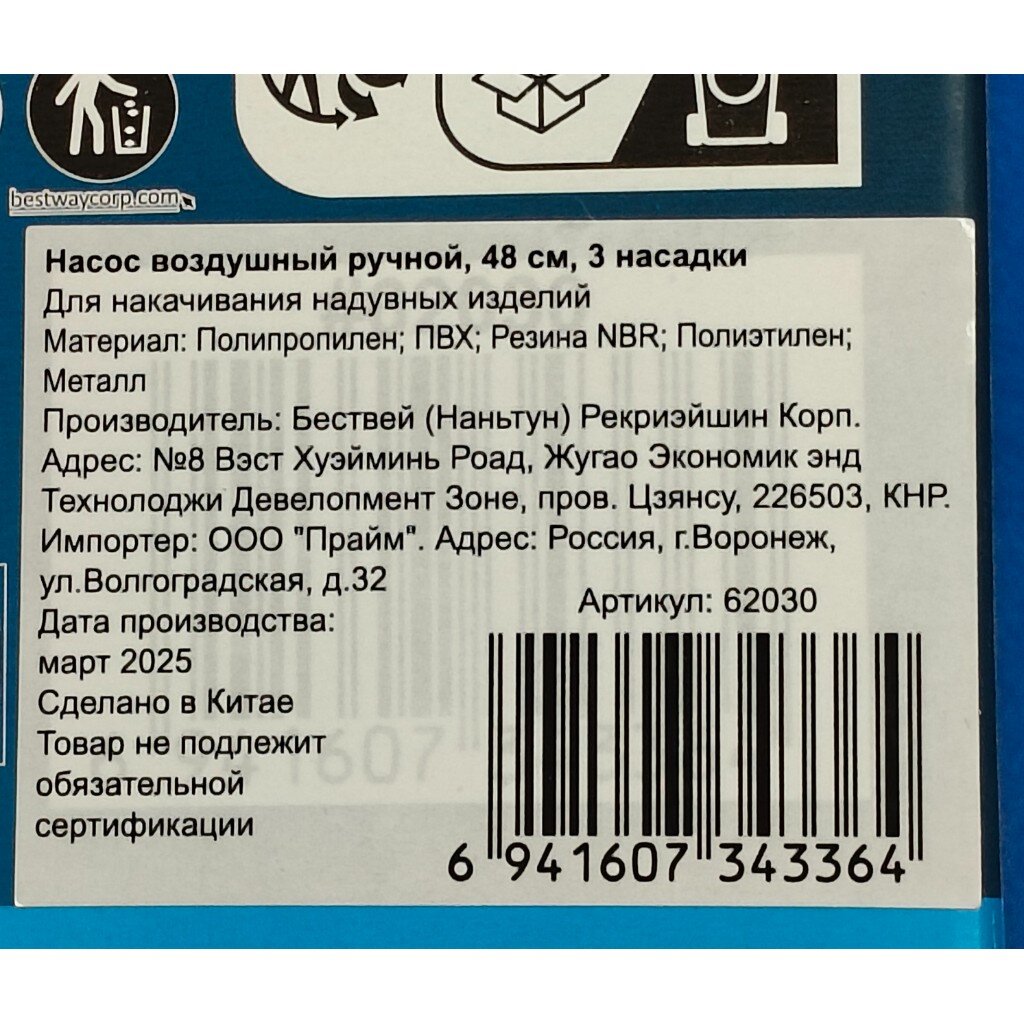 bestwaycorp.com
Насос воздушный ручной, 48 см, 3 насадки
Для накачивания надувных изделий
Материал: Полипропилен; ПВХ; Резина NBR; Полиэтилен;
Металл
Производитель: Бествей (Наньтун) Рекриэйшин Корп.
Адрес: №8 Вэст Хуэйминь Роад, Жугао Экономик энд
Технолоджи Девелопмент Зоне, пров. Цзянсу, 226503, КНР.
Импортер: ООО "Прайм". Адрес: Россия, г.Воронеж,
ул.Волгоградская, д.32
Артикул: 62030
Дата производства:
март 2025
Сделано в Китае
Товар не подлежит
обязательной
сертификации
6 941607 343364